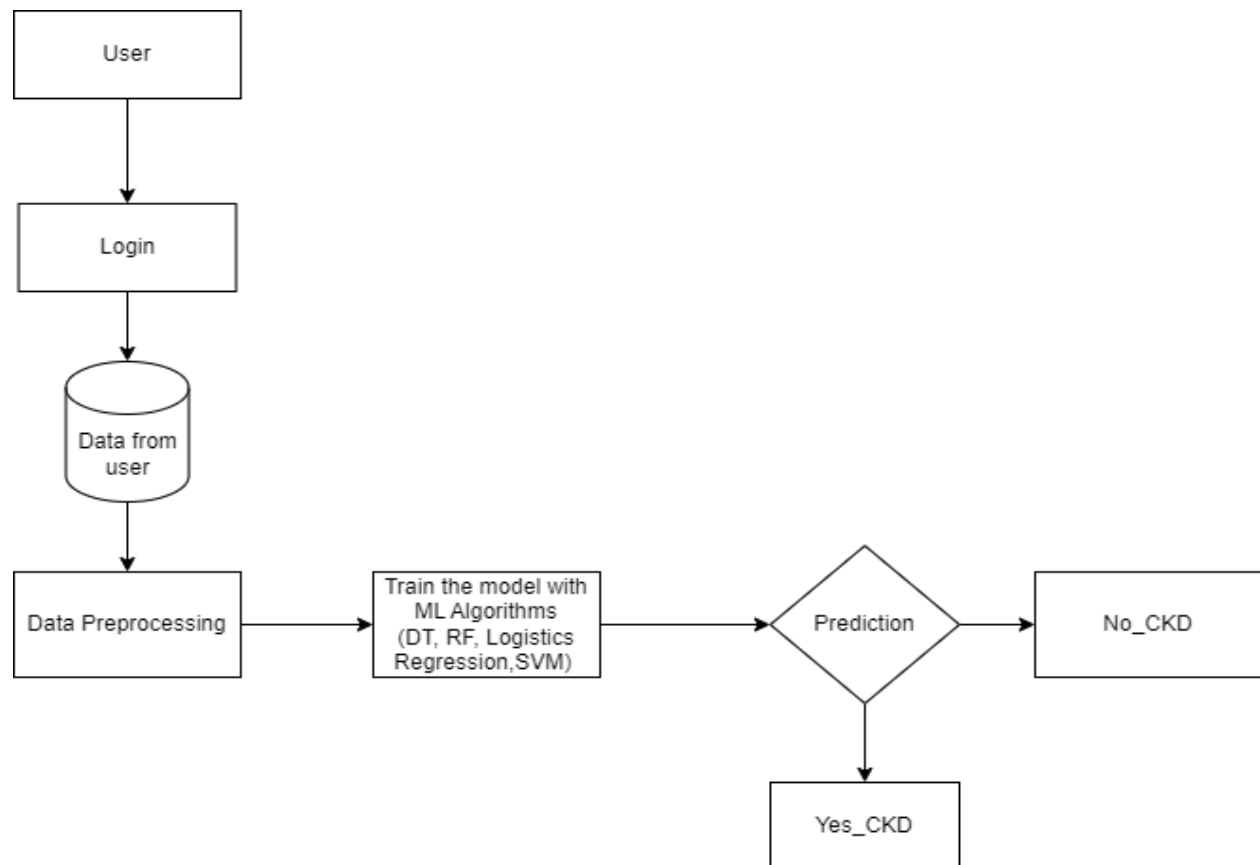 User
Login
Data from
user
Data Preprocessing
Train the model with
ML Algorithms
(DT, RF, Logistics
Regression,SVM)
Prediction
No_CKD
Yes_CKD